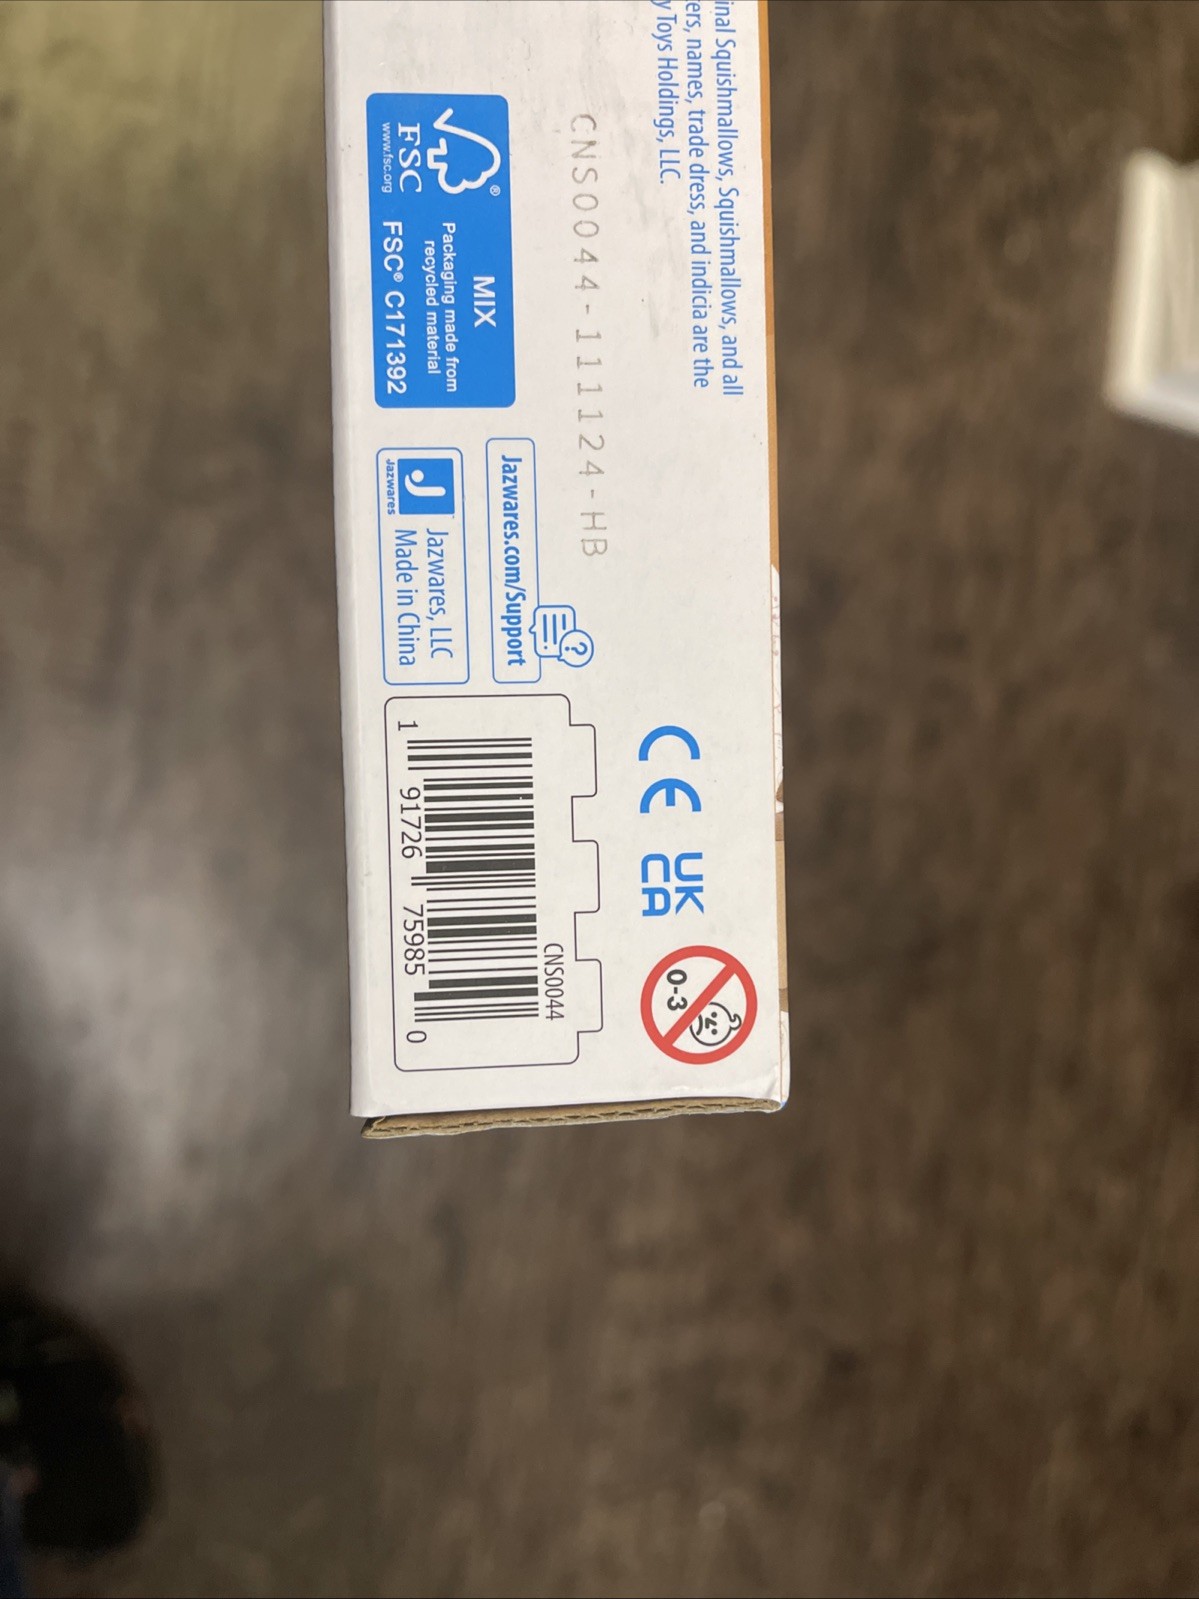 inal Squishmallows, Squishmallows, and all
ers, names, trade dress, and indicia are the
y Toys Holdings, LLC.
CNS0044-111124-HB
®
FSC
www.fsc.org
MIX
Packaging made from
recycled material
FSC® C171392
Jazwares.com/Support
?
J
Jazwares
Jazwares, LLC
Made in China
CE
UK
CA
0-3
CNS0044
1 91726 75985 0